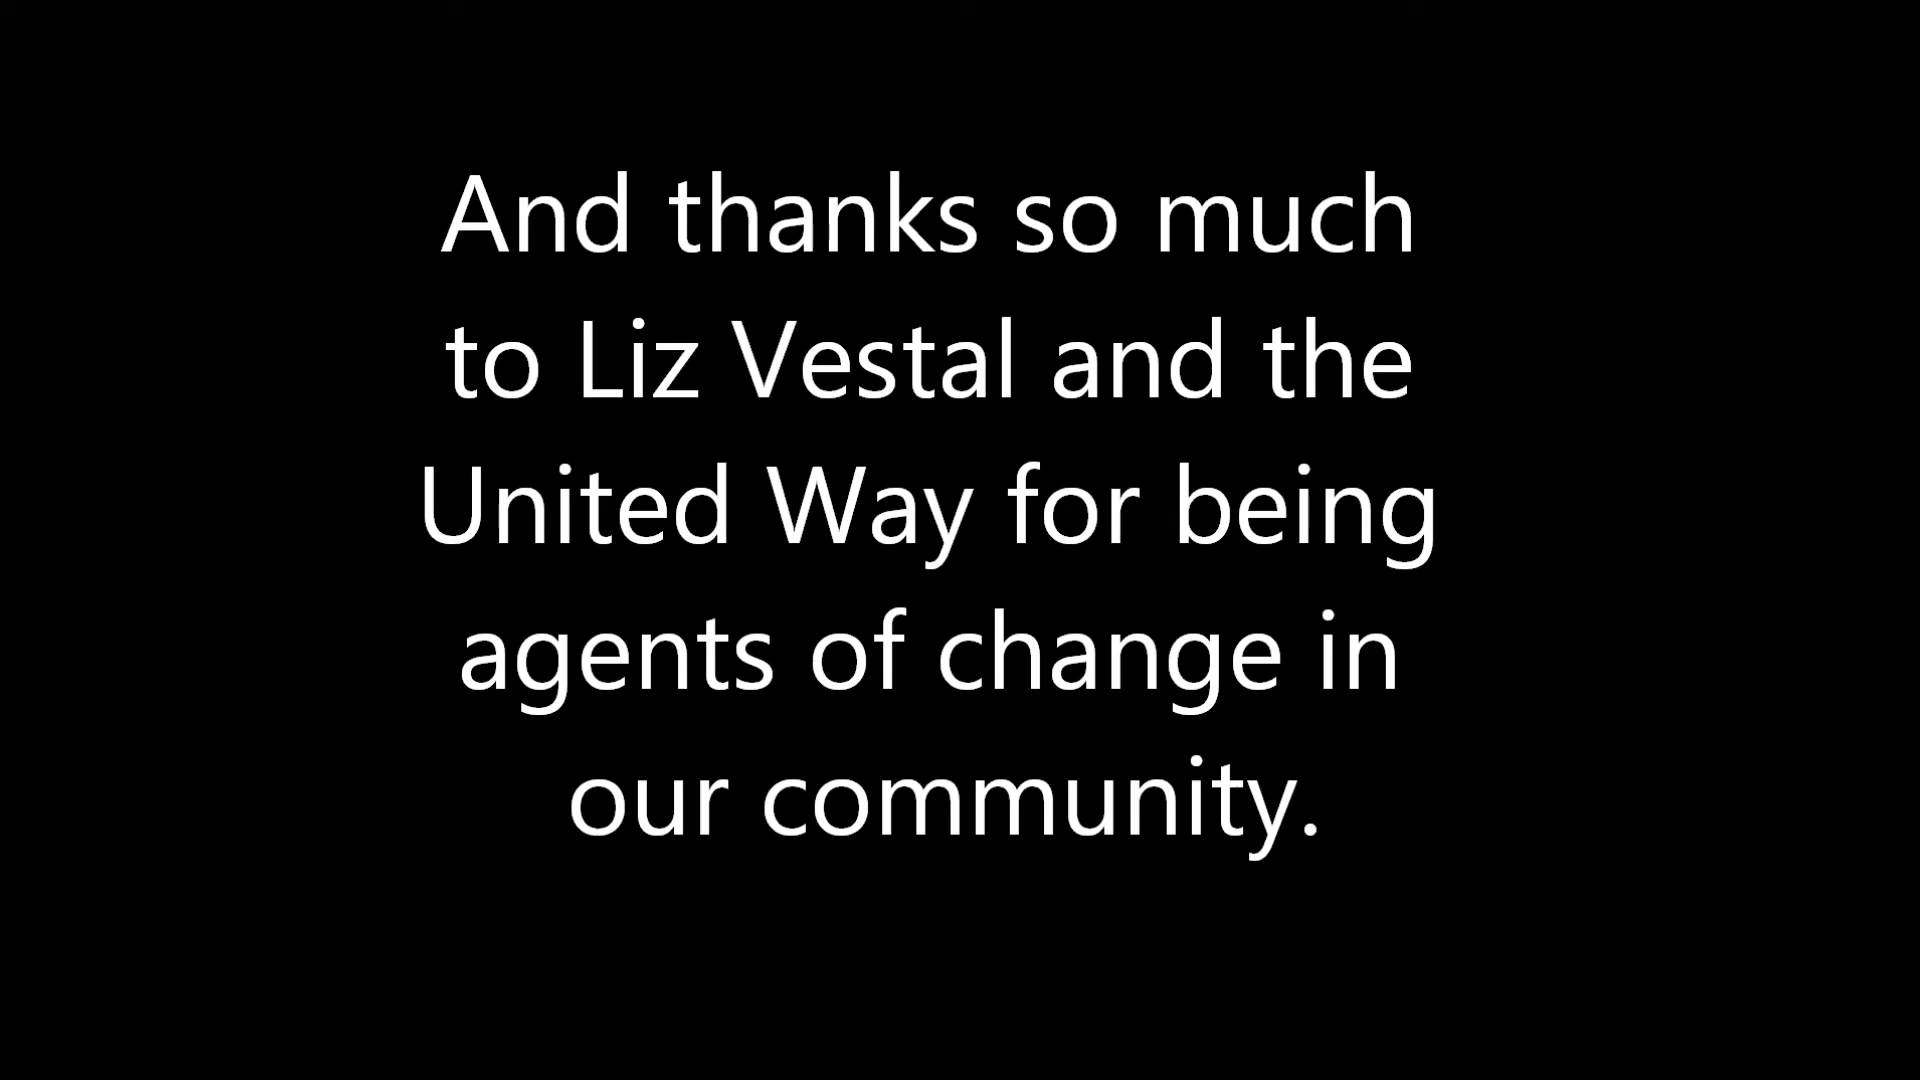 And thanks so much
to Liz Vestal and the
United Way for being
agents of change in
our community.